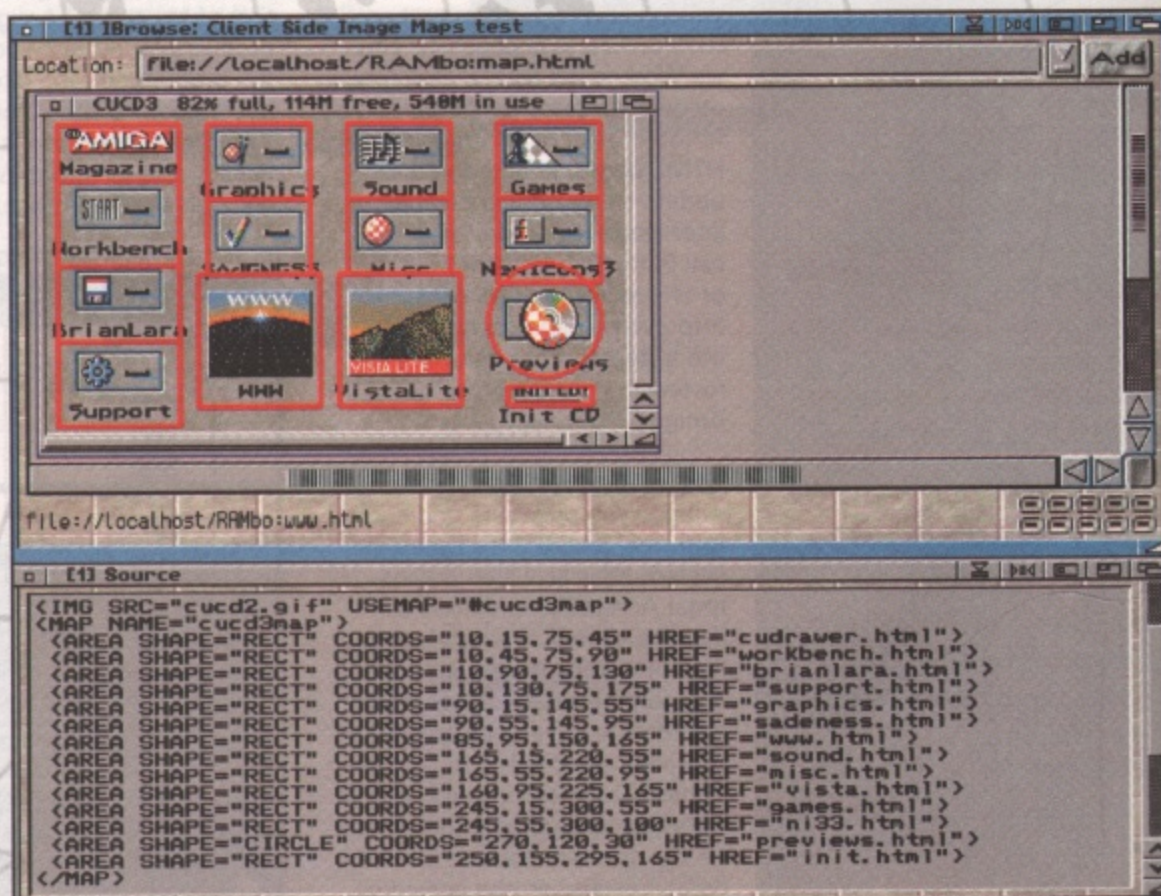 [1] IBrowse: Client Side Image Maps test
Location: file://localhost/RAMbo:map.html Add
CUCD3 82% full, 114M free, 540M in use
AMIGA
Magazine Graphics Sound Games
START
Workbench Misc NewIcons3
WWW
BrianLara Previews
VISTA LITE
WWW VistaLite INIT CD!
Support Init CD
file://localhost/RAMbo:www.html
[1] Source
<IMG SRC="cucd2.gif" USEMAP="#cucd3map">
<MAP NAME="cucd3map">
<AREA SHAPE="RECT" COORDS="10,15,75,45" HREF="cudrawer.html">
<AREA SHAPE="RECT" COORDS="10,45,75,90" HREF="workbench.html">
<AREA SHAPE="RECT" COORDS="10,90,75,130" HREF="brianlara.html">
<AREA SHAPE="RECT" COORDS="10,130,75,175" HREF="support.html">
<AREA SHAPE="RECT" COORDS="90,15,145,55" HREF="graphics.html">
<AREA SHAPE="RECT" COORDS="90,55,145,95" HREF="sadeness.html">
<AREA SHAPE="RECT" COORDS="85,95,150,165" HREF="www.html">
<AREA SHAPE="RECT" COORDS="165,15,220,55" HREF="sound.html">
<AREA SHAPE="RECT" COORDS="165,55,220,95" HREF="misc.html">
<AREA SHAPE="RECT" COORDS="160,95,225,165" HREF="vista.html">
<AREA SHAPE="RECT" COORDS="245,15,300,55" HREF="games.html">
<AREA SHAPE="RECT" COORDS="245,55,300,100" HREF="ni33.html">
<AREA SHAPE="CIRCLE" COORDS="270,120,30" HREF="previews.html">
<AREA SHAPE="RECT" COORDS="250,155,295,165" HREF="init.html">
</MAP>